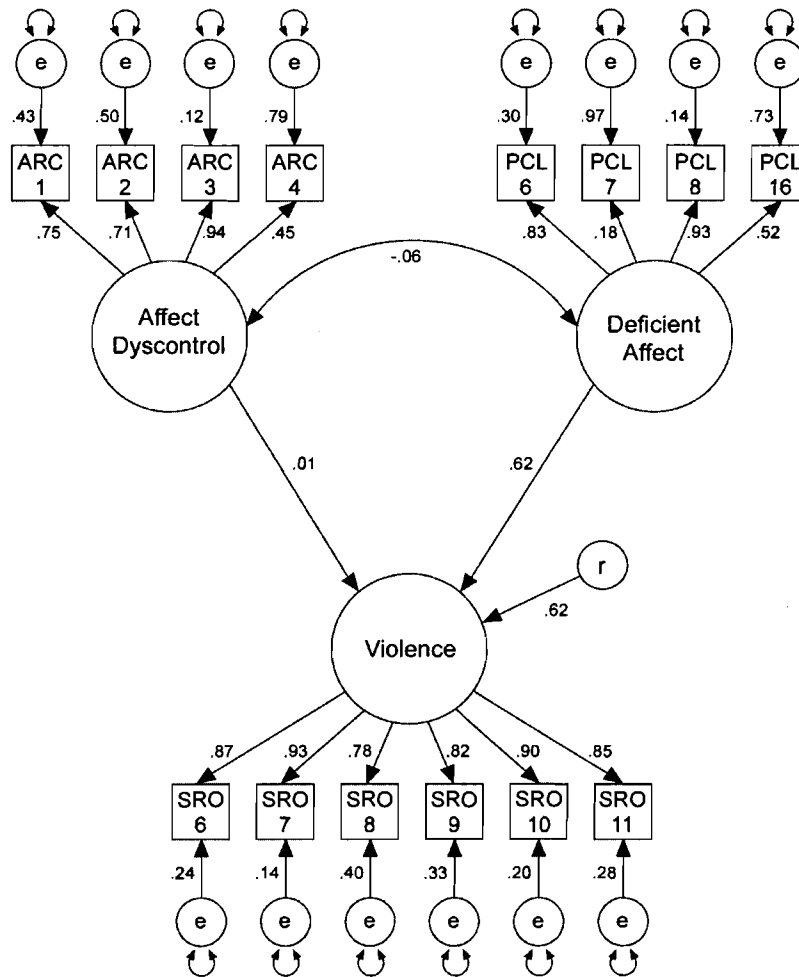 e e e e e e e e
.43 .50 .12 .79 .30 .97 .14 .73
ARC ARC ARC ARC PCL PCL PCL PCL
1 2 3 4 6 7 8 16
.75 .71 .94 .45 .83 .18 .93 .52
-.06
Affect
Dyscontrol
Deficient
Affect
.01 .62
r
.62
Violence
.87 .93 .78 .82 .90 .85
SRO SRO SRO SRO SRO SRO
6 7 8 9 10 11
.24 .14 .40 .33 .20 .28
e e e e e e